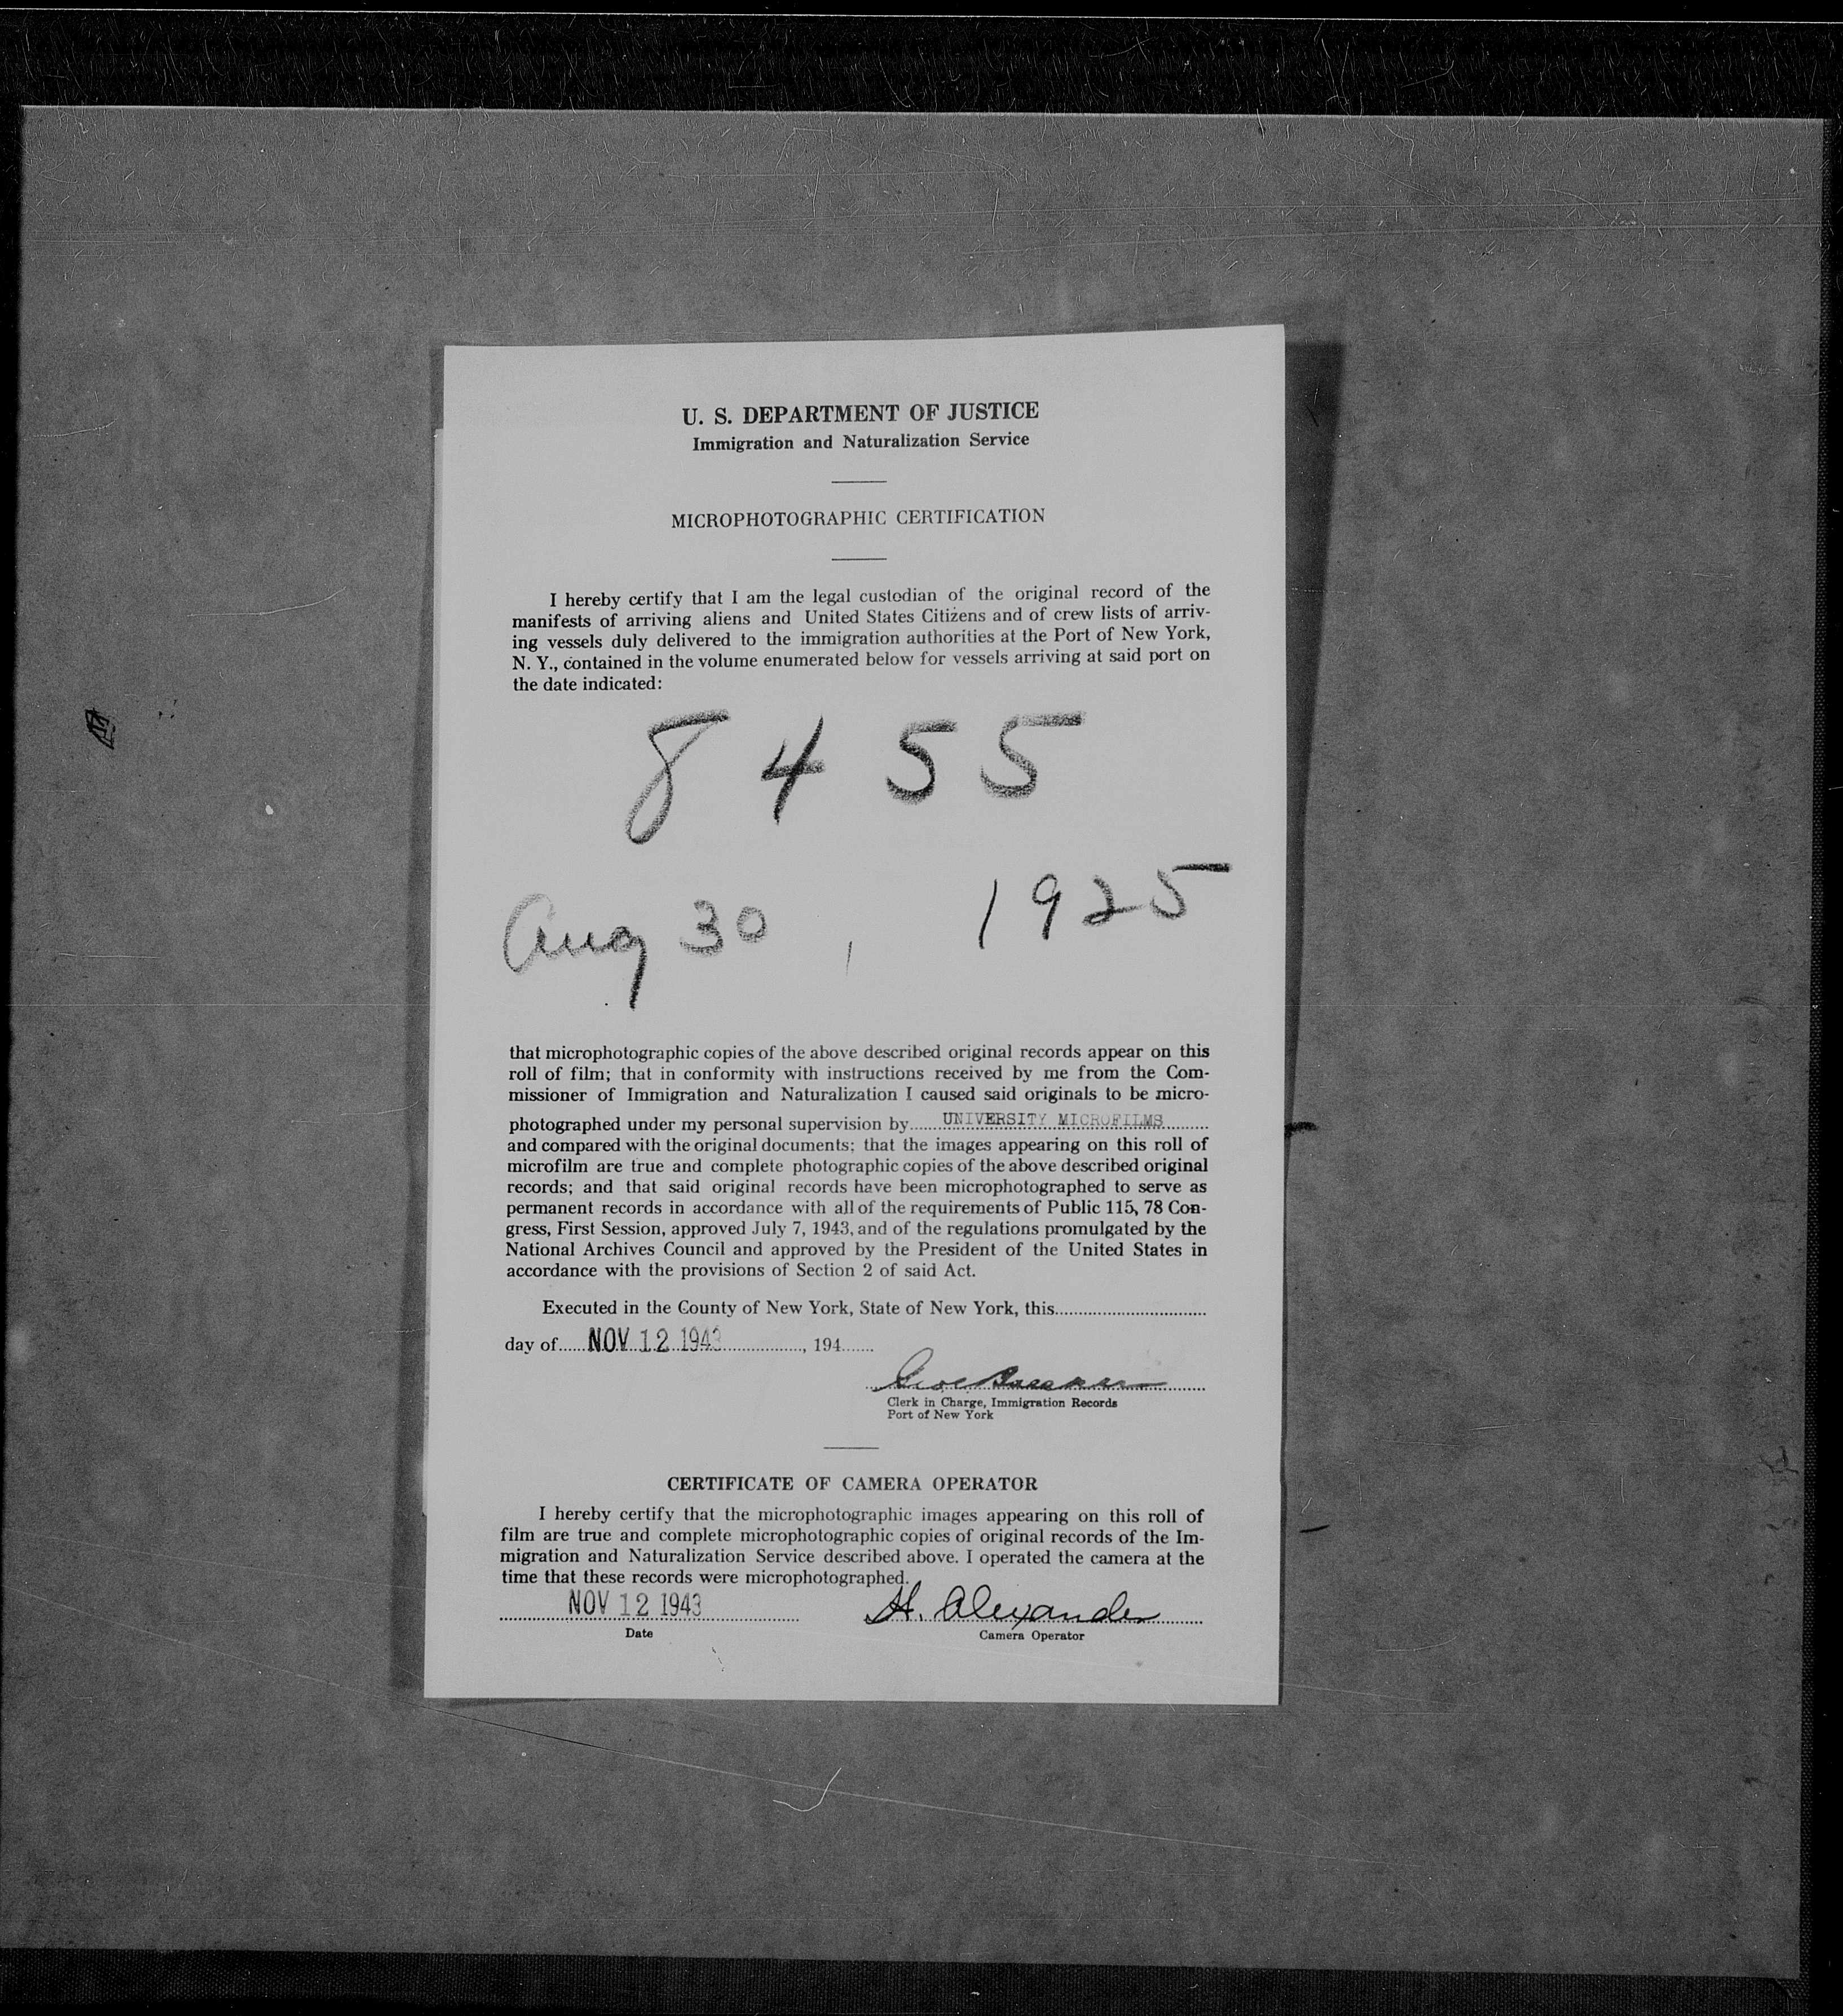 U. S. DEPARTMENT OF JUSTICE
Immigration and Naturalization Service
MICROPHOTOGRAPHIC CERTIFICATION
I hereby certify that I am the legal custodian of the original record of the
manifests of arriving aliens and United States Citizens and of crew lists of arriv-
ing vessels duly delivered to the immigration authorities at the Port of New York,
N. Y., contained in the volume enumerated below for vessels arriving at said port on
the date indicated:
8455
Aug 30, 1925
that microphotographic copies of the above described original records appear on this
roll of film; that in conformity with instructions received by me from the Com-
missioner of Immigration and Naturalization I caused said originals to be micro-
photographed under my personal supervision by UNIVERSITY MICROFILMS
and compared with the original documents; that the images appearing on this roll of
microfilm are true and complete photographic copies of the above described original
records; and that said original records have been microphotographed to serve as
permanent records in accordance with all of the requirements of Public 115, 78 Con-
gress, First Session, approved July 7, 1943, and of the regulations promulgated by the
National Archives Council and approved by the President of the United States in
accordance with the provisions of Section 2 of said Act.
Executed in the County of New York, State of New York, this
day of NOV 12 1943, 194
Clerk in Charge, Immigration Records
Port of New York
CERTIFICATE OF CAMERA OPERATOR
I hereby certify that the microphotographic images appearing on this roll of
film are true and complete microphotographic copies of original records of the Im-
migration and Naturalization Service described above. I operated the camera at the
time that these records were microphotographed.
NOV 12 1943 H. Alexander
Date Camera Operator